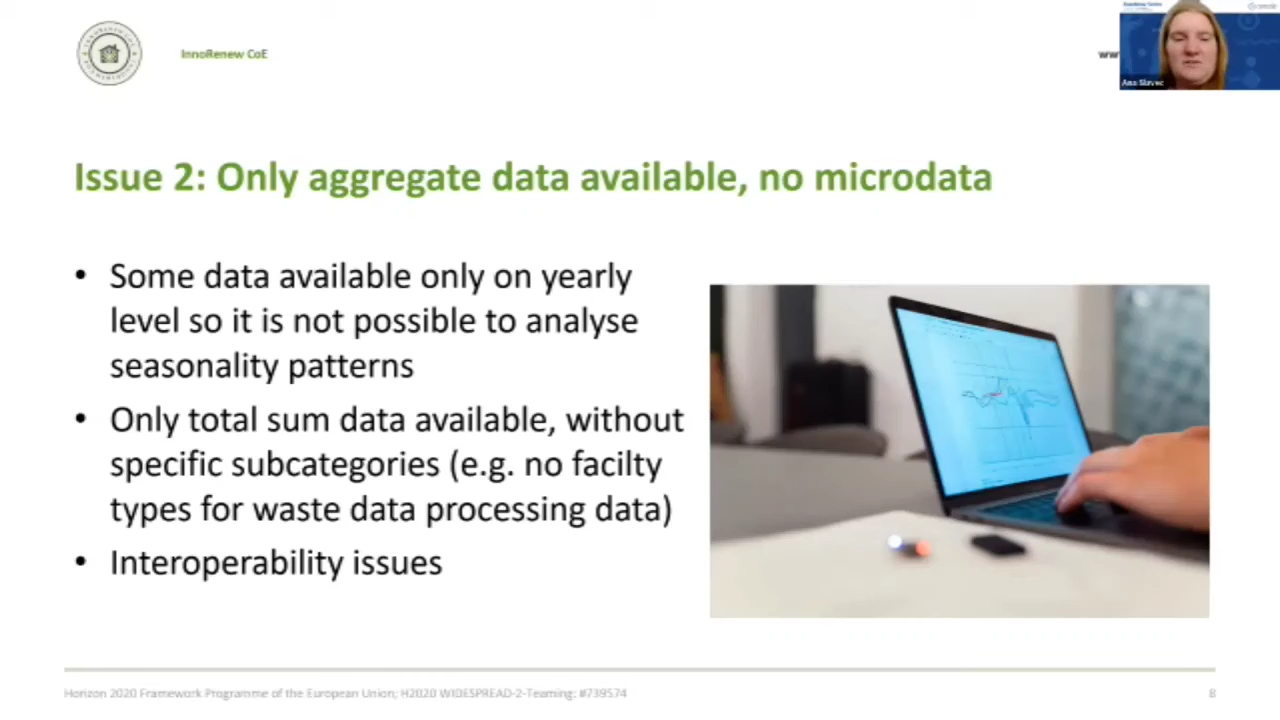 InnoRenew CoE
www
Ana Slavec
Issue 2: Only aggregate data available, no microdata
• Some data available only on yearly
level so it is not possible to analyse
seasonality patterns
• Only total sum data available, without
specific subcategories (e.g. no facilty
types for waste data processing data)
• Interoperability issues
Horizon 2020 Framework Programme of the European Union; H2020 WIDESPREAD-2-Teaming: #739574
8